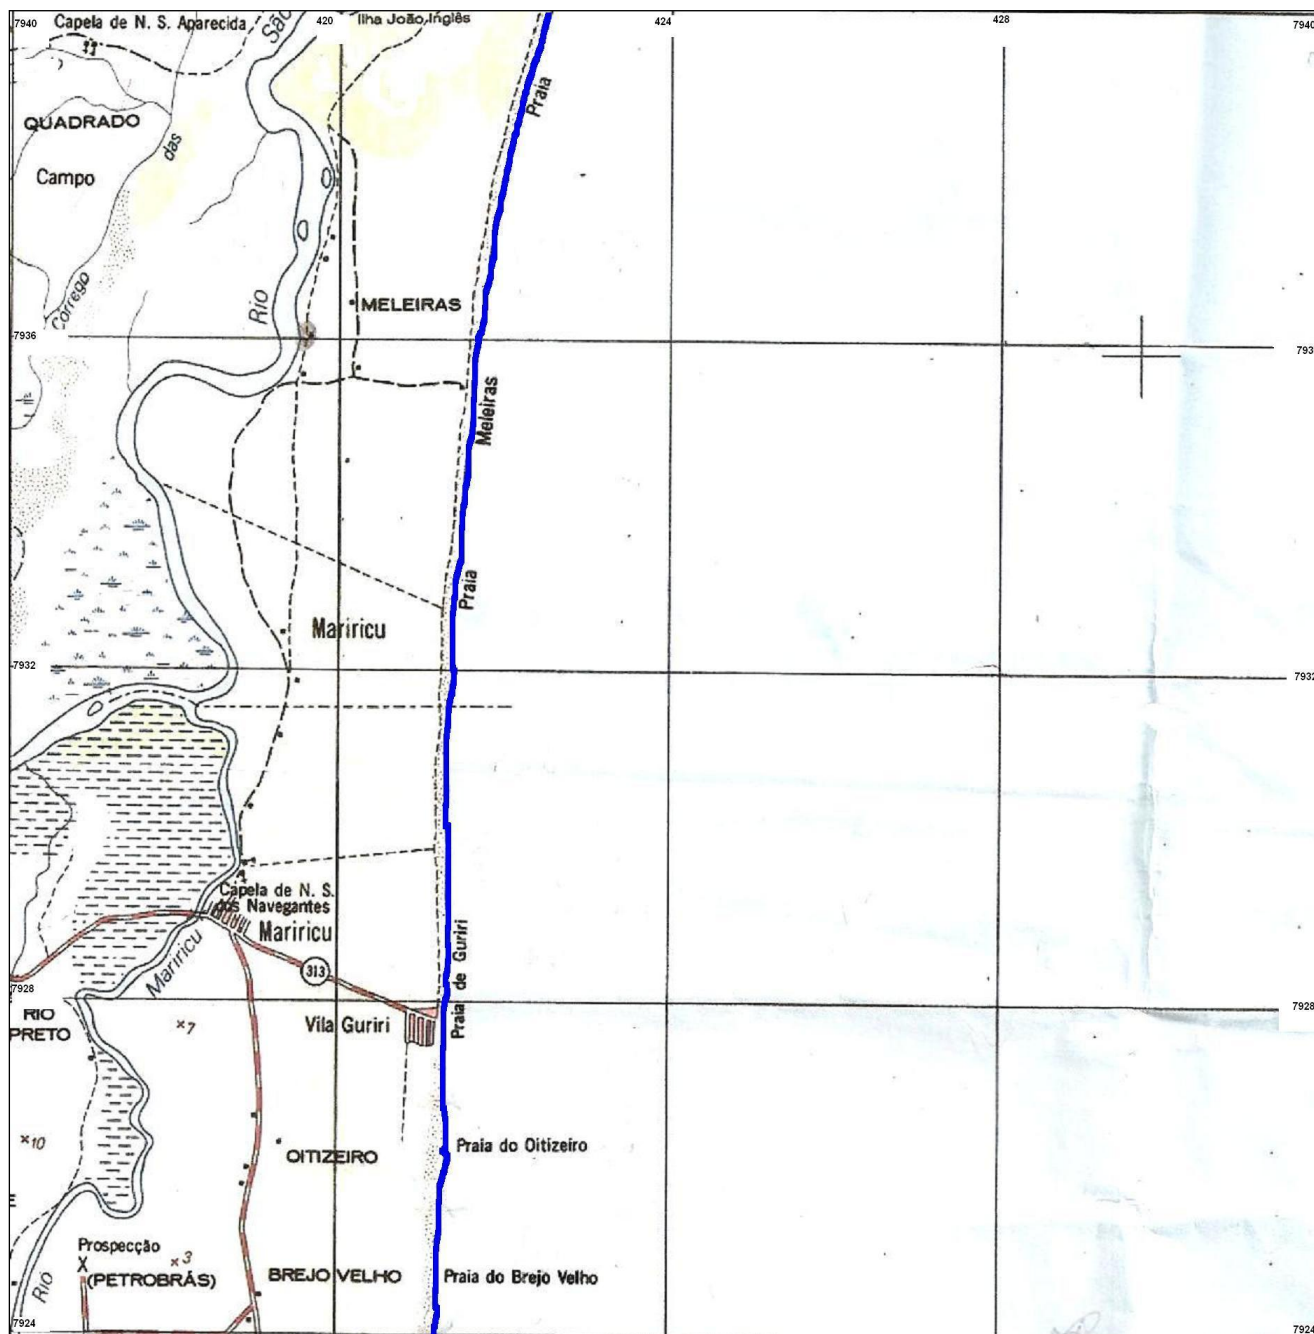 7940
Capela de N. S. Aparecida
São
420
Ilha João Inglês
424
428
7940
Praia
QUADRADO
das
Campo
Córrego
Rio
MELEIRAS
7936
Meleiras
Praia
Mariricu
7932
7932
Capela de N. S.
dos Navegantes
Mariricu
Mariricu
313
Praia de Guriri
7928
7928
RIO
PRETO
7
Vila Guriri
10
OITIZEIRO
Praia do Oitizeiro
Prospecção
X
3
(PETROBRÁS)
BREJO VELHO
Praia do Brejo Velho
Rio
7924
7924